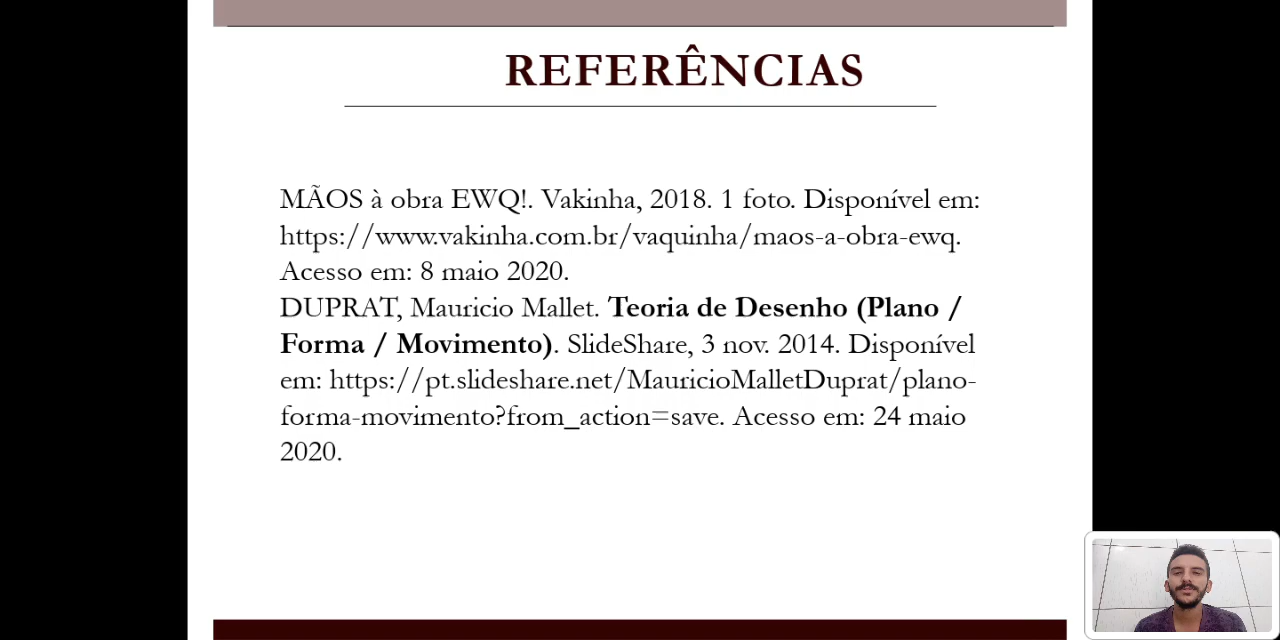 REFERÊNCIAS
MÃOS à obra EWQ!. Vakinha, 2018. 1 foto. Disponível em:
https://www.vakinha.com.br/vaquinha/maos-a-obra-ewq.
Acesso em: 8 maio 2020.
DUPRAT, Mauricio Mallet. Teoria de Desenho (Plano /
Forma / Movimento). SlideShare, 3 nov. 2014. Disponível
em: https://pt.slideshare.net/MauricioMalletDuprat/plano-
forma-movimento?from_action=save. Acesso em: 24 maio
2020.